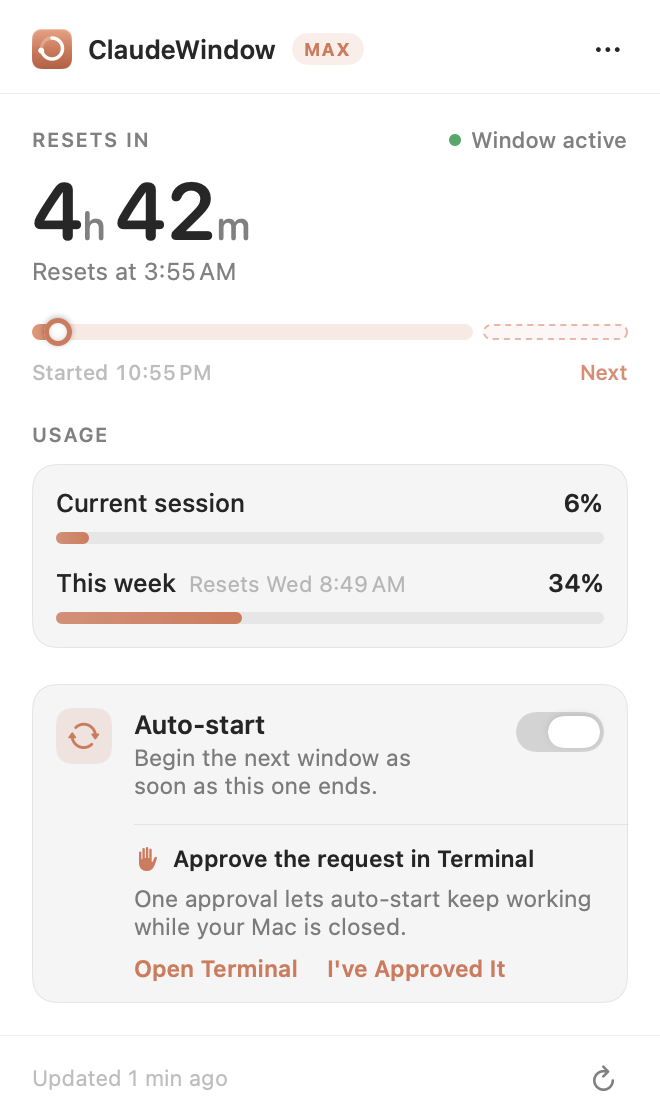 ClaudeWindow MAX
RESETS IN
Window active
4h 42m
Resets at 3:55 AM
Started 10:55 PM
Next
USAGE
Current session 6%
This week Resets Wed 8:49 AM 34%
Auto-start
Begin the next window as
soon as this one ends.
Approve the request in Terminal
One approval lets auto-start keep working
while your Mac is closed.
Open Terminal I've Approved It
Updated 1 min ago